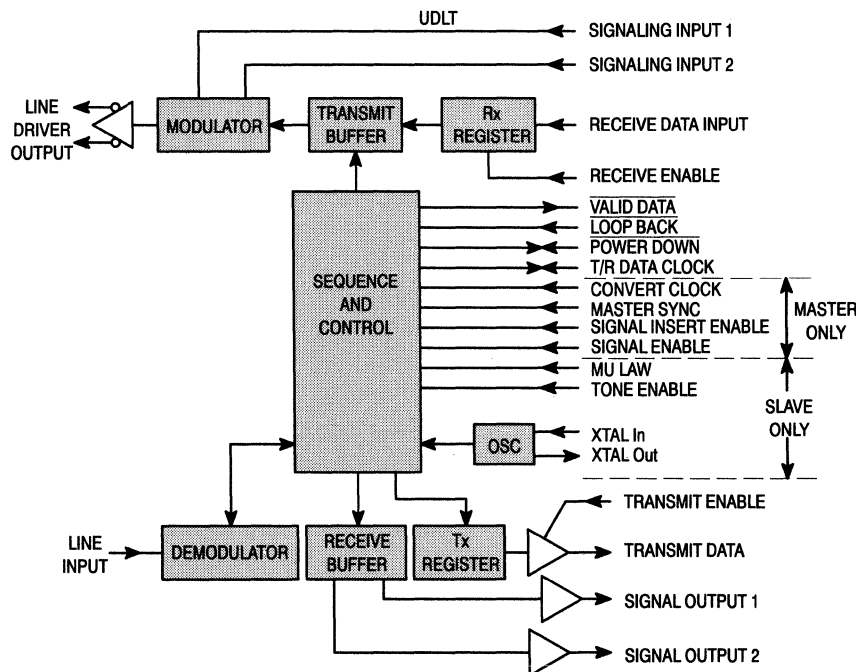 UDLT
SIGNALING INPUT 1
SIGNALING INPUT 2
LINE
DRIVER
OUTPUT
MODULATOR
TRANSMIT
BUFFER
Rx
REGISTER
RECEIVE DATA INPUT
RECEIVE ENABLE
VALID DATA
LOOP BACK
POWER DOWN
T/R DATA CLOCK
CONVERT CLOCK
MASTER SYNC
SIGNAL INSERT ENABLE
SIGNAL ENABLE
MASTER
ONLY
SEQUENCE
AND
CONTROL
MU LAW
TONE ENABLE
SLAVE
ONLY
OSC
XTAL In
XTAL Out
TRANSMIT ENABLE
LINE
INPUT
DEMODULATOR
RECEIVE
BUFFER
Tx
REGISTER
TRANSMIT DATA
SIGNAL OUTPUT 1
SIGNAL OUTPUT 2